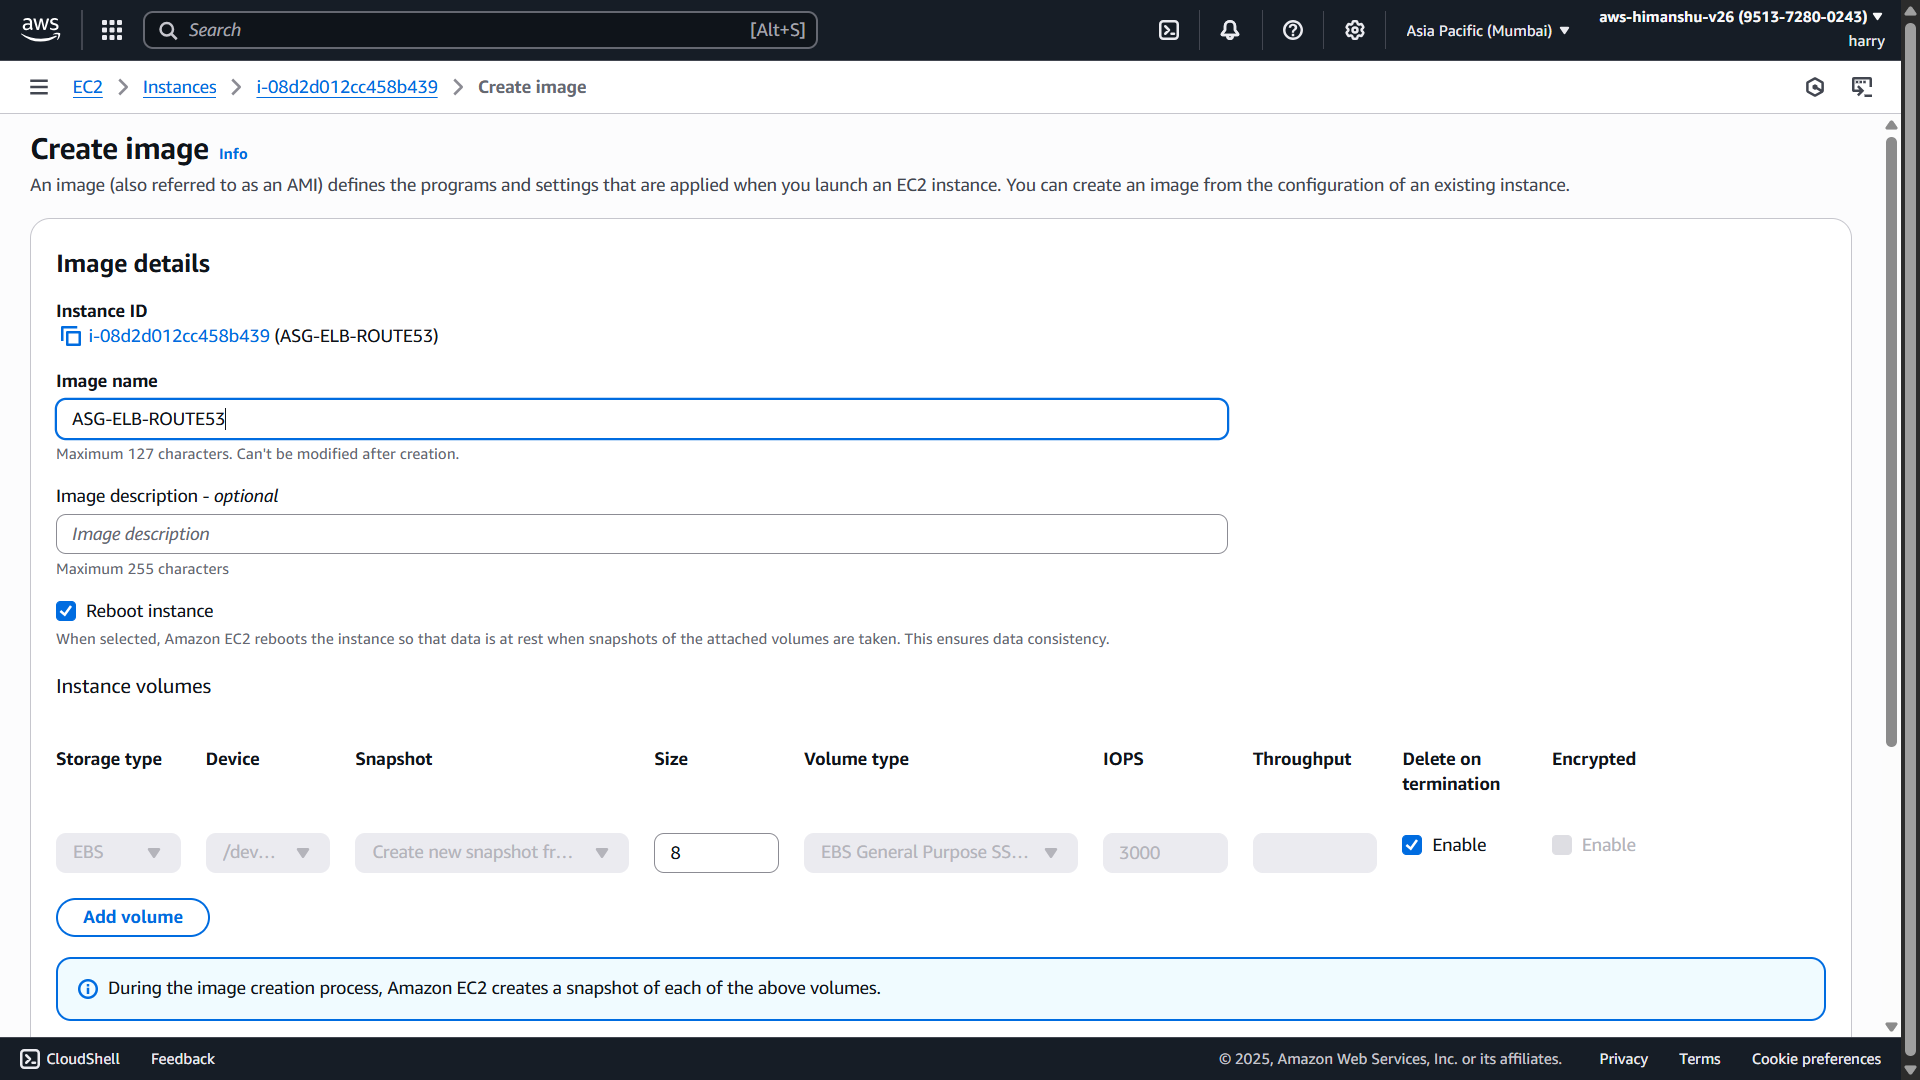 aws
Search [Alt+S]
Asia Pacific (Mumbai)
aws-himanshu-v26 (9513-7280-0243)
harry
EC2 Instances i-08d2d012cc458b439 Create image
Create image Info
An image (also referred to as an AMI) defines the programs and settings that are applied when you launch an EC2 instance. You can create an image from the configuration of an existing instance.
Image details
Instance ID
i-08d2d012cc458b439 (ASG-ELB-ROUTE53)
Image name
ASG-ELB-ROUTE53
Maximum 127 characters. Can't be modified after creation.
Image description - optional
Image description
Maximum 255 characters
Reboot instance
When selected, Amazon EC2 reboots the instance so that data is at rest when snapshots of the attached volumes are taken. This ensures data consistency.
Instance volumes
Storage type Device Snapshot Size Volume type IOPS Throughput Delete on termination Encrypted
EBS /dev... Create new snapshot fr... 8 EBS General Purpose SS... 3000 Enable Enable
Add volume
During the image creation process, Amazon EC2 creates a snapshot of each of the above volumes.
CloudShell Feedback © 2025, Amazon Web Services, Inc. or its affiliates. Privacy Terms Cookie preferences